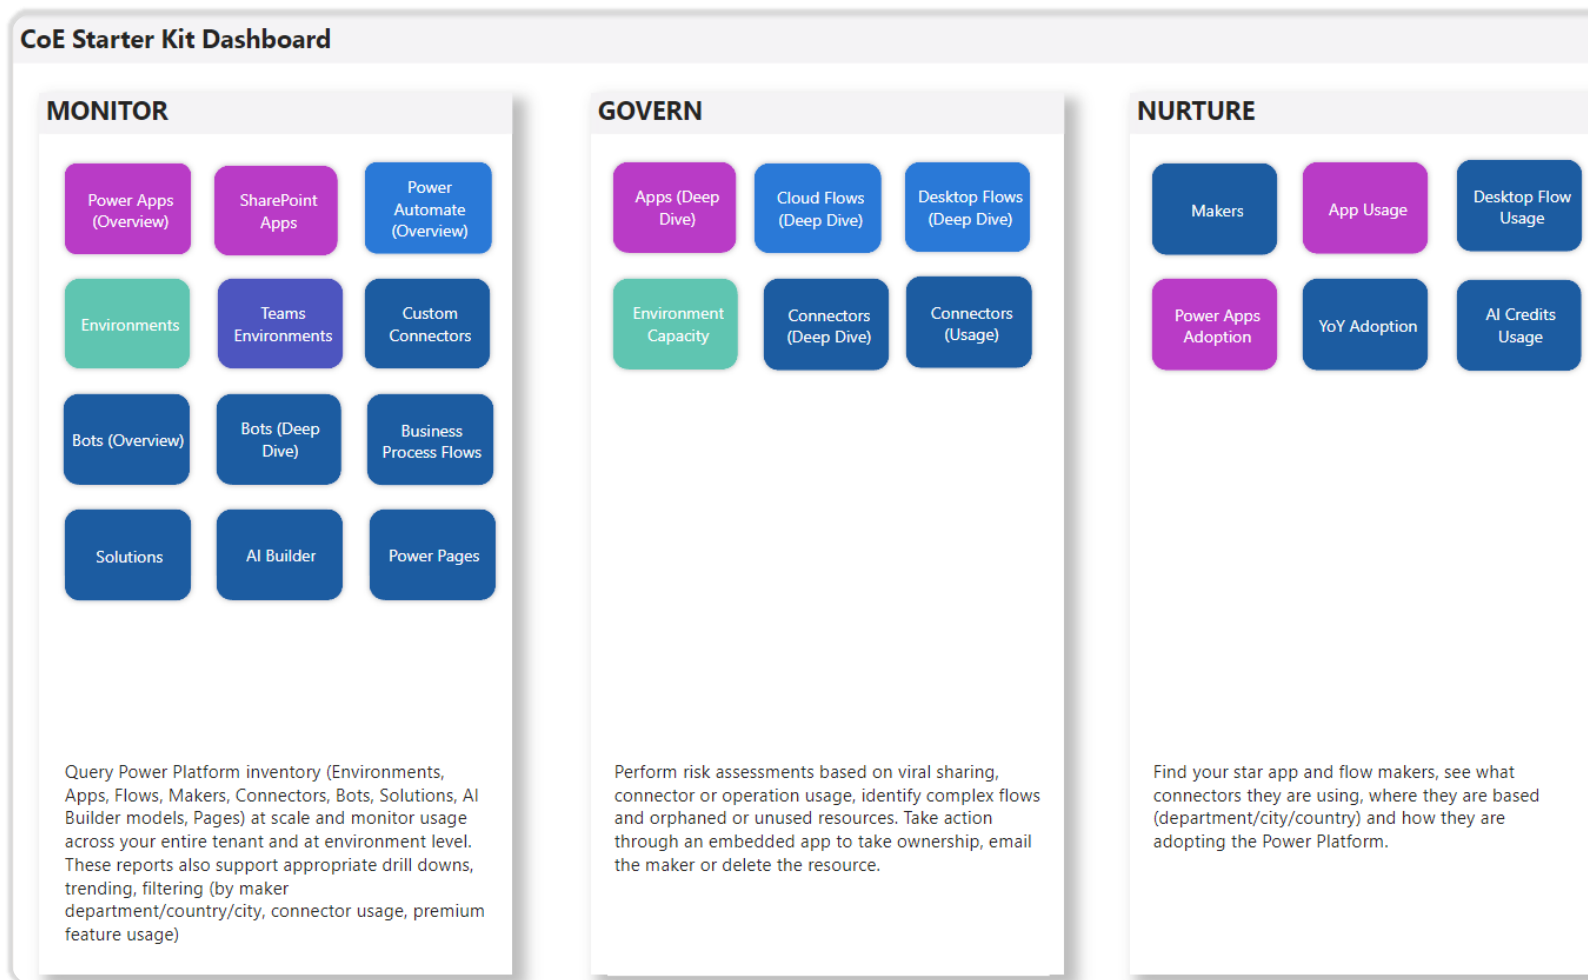 CoE Starter Kit Dashboard
MONITOR
Power Apps
(Overview)
SharePoint
Apps
Power
Automate
(Overview)
Environments
Teams
Environments
Custom
Connectors
Bots (Overview)
Bots (Deep
Dive)
Business
Process Flows
Solutions
AI Builder
Power Pages
Query Power Platform inventory (Environments,
Apps, Flows, Makers, Connectors, Bots, Solutions, AI
Builder models, Pages) at scale and monitor usage
across your entire tenant and at environment level.
These reports also support appropriate drill downs,
trending, filtering (by maker
department/country/city, connector usage, premium
feature usage)
GOVERN
Apps (Deep
Dive)
Cloud Flows
(Deep Dive)
Desktop Flows
(Deep Dive)
Environment
Capacity
Connectors
(Deep Dive)
Connectors
(Usage)
Perform risk assessments based on viral sharing,
connector or operation usage, identify complex flows
and orphaned or unused resources. Take action
through an embedded app to take ownership, email
the maker or delete the resource.
NURTURE
Makers
App Usage
Desktop Flow
Usage
Power Apps
Adoption
YoY Adoption
AI Credits
Usage
Find your star app and flow makers, see what
connectors they are using, where they are based
(department/city/country) and how they are
adopting the Power Platform.